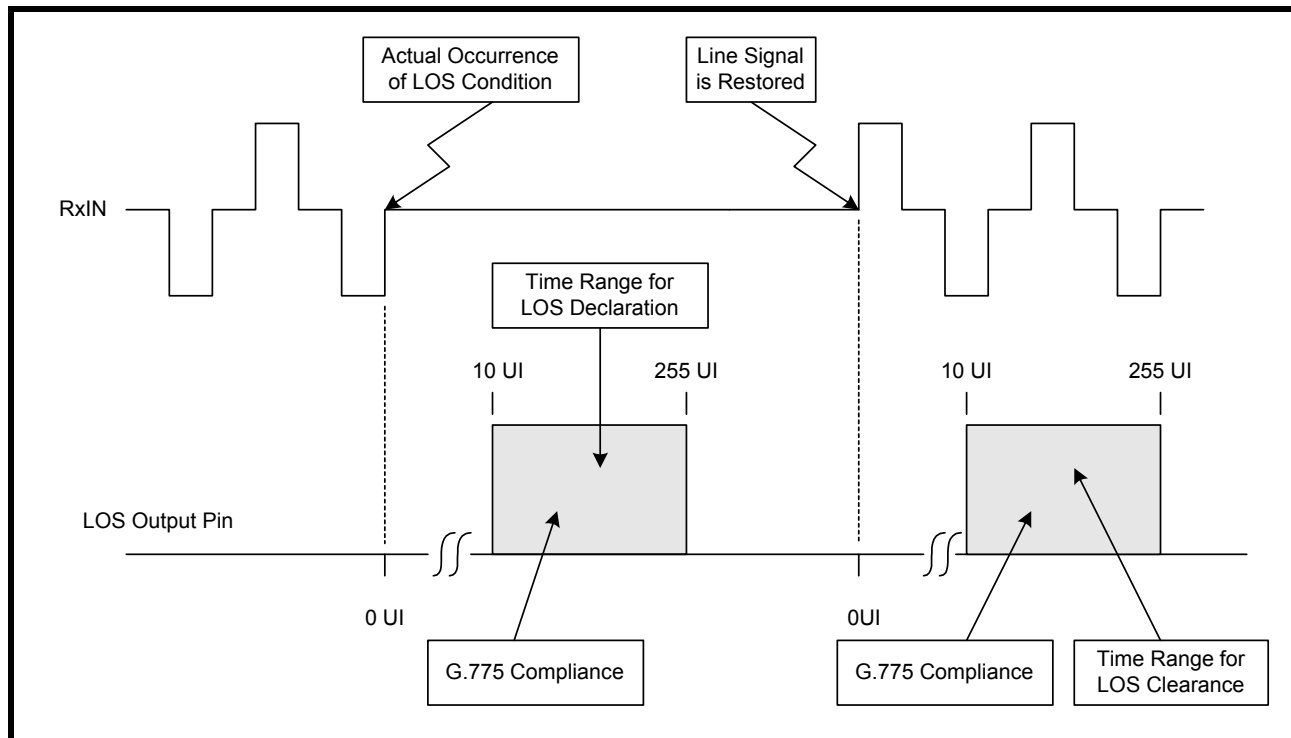 Actual Occurrence
of LOS Condition
Line Signal
is Restored
RxIN
Time Range for
LOS Declaration
10 UI
255 UI
10 UI
255 UI
LOS Output Pin
0 UI
0UI
G.775 Compliance
G.775 Compliance
Time Range for
LOS Clearance